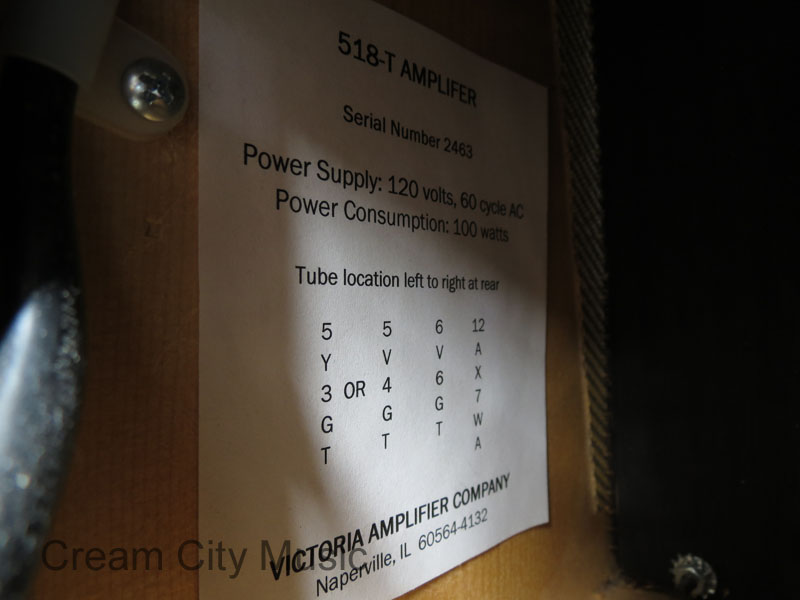 518-T AMPLIFER
Serial Number 2463
Power Supply: 120 volts, 60 cycle AC
Power Consumption: 100 watts
Tube location left to right at rear
5 5 6 12
Y V V A
3 OR 4 6 X
G G G 7
T T T W
A
VICTORIA AMPLIFIER COMPANY
Naperville, IL 60564-4132
Cream City Music